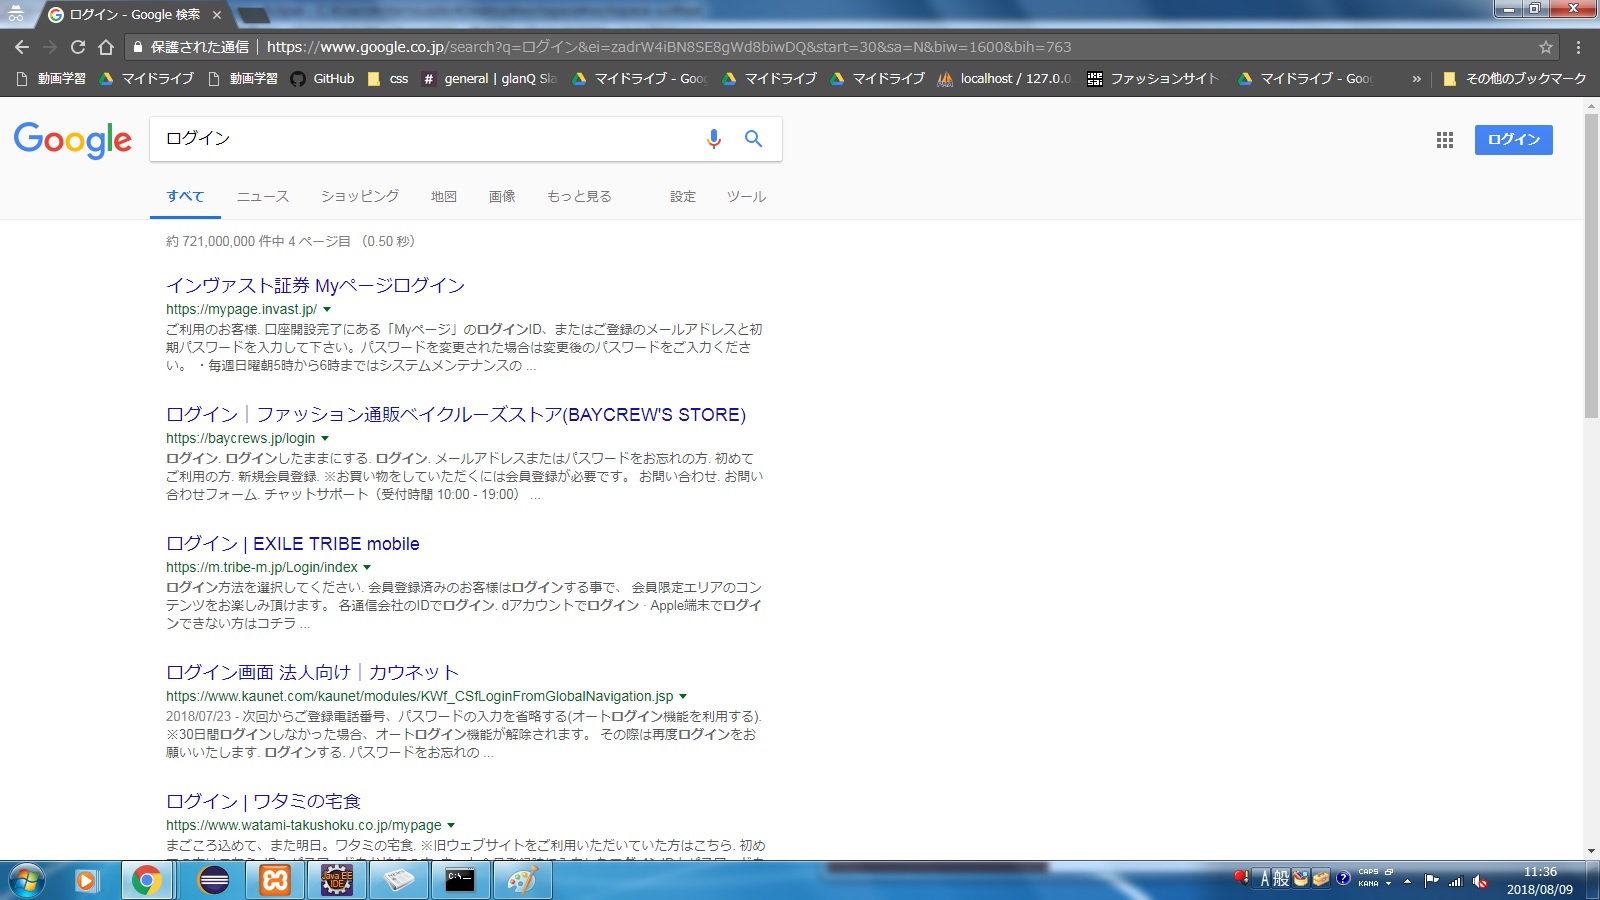 ログイン - Google 検索
保護された通信 | https://www.google.co.jp/search?q=ログイン&ei=zadrW4iBN8SE8gWd8biwDQ&start=30&sa=N&biw=1600&bih=763
動画学習 マイドライブ 動画学習 GitHub css general | glanQ Sla マイドライブ - Goo マイドライブ マイドライブ localhost / 127.0.0 ファッションサイト マイドライブ - Goo » その他のブックマーク
Google ログイン ログイン
すべて ニュース ショッピング 地図 画像 もっと見る 設定 ツール
約 721,000,000 件中 4 ページ目 （0.50 秒）
インヴァスト証券 Myページログイン
https://mypage.invast.jp/
ご利用のお客様. 口座開設完了にある「Myページ」のログインID、またはご登録のメールアドレスと初
期パスワードを入力して下さい。パスワードを変更された場合は変更後のパスワードをご入力くださ
い。 ・毎週日曜朝5時から6時まではシステムメンテナンスの ...
ログイン｜ファッション通販ベイクルーズストア(BAYCREW'S STORE)
https://baycrews.jp/login
ログイン. ログインしたままにする. ログイン. メールアドレスまたはパスワードをお忘れの方. 初めて
ご利用の方. 新規会員登録. ※お買い物をしていただくには会員登録が必要です。 お問い合わせ. お問い
合わせフォーム. チャットサポート（受付時間 10:00 - 19:00） ...
ログイン | EXILE TRIBE mobile
https://m.tribe-m.jp/Login/index
ログイン方法を選択してください. 会員登録済みのお客様はログインする事で、 会員限定エリアのコン
テンツをお楽しみ頂けます。 各通信会社のIDでログイン. dアカウントでログイン · Apple端末でログイ
ンできない方はコチラ ...
ログイン画面 法人向け｜カウネット
https://www.kaunet.com/kaunet/modules/KWf_CSfLoginFromGlobalNavigation.jsp
2018/07/23 - 次回からご登録電話番号、パスワードの入力を省略する(オートログイン機能を利用する).
※30日間ログインしなかった場合、オートログイン機能が解除されます。 その際は再度ログインをお
願いいたします. ログインする. パスワードをお忘れの ...
ログイン | ワタミの宅食
https://www.watami-takushoku.co.jp/mypage
まごころ込めて、また明日。ワタミの宅食. ※旧ウェブサイトをご利用いただいていた方はこちら. 初め
Java EE IDE
C:\_
A 般
CAPS
KANA
11:36
2018/08/09